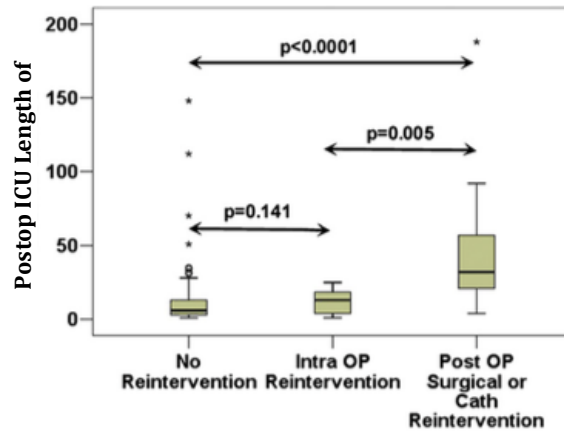 200
p<0.0001
150
p=0.005
100
p=0.141
50
0
Postop ICU Length of
No
Reintervention
Intra OP
Reintervention
Post OP
Surgical or
Cath
Reintervention